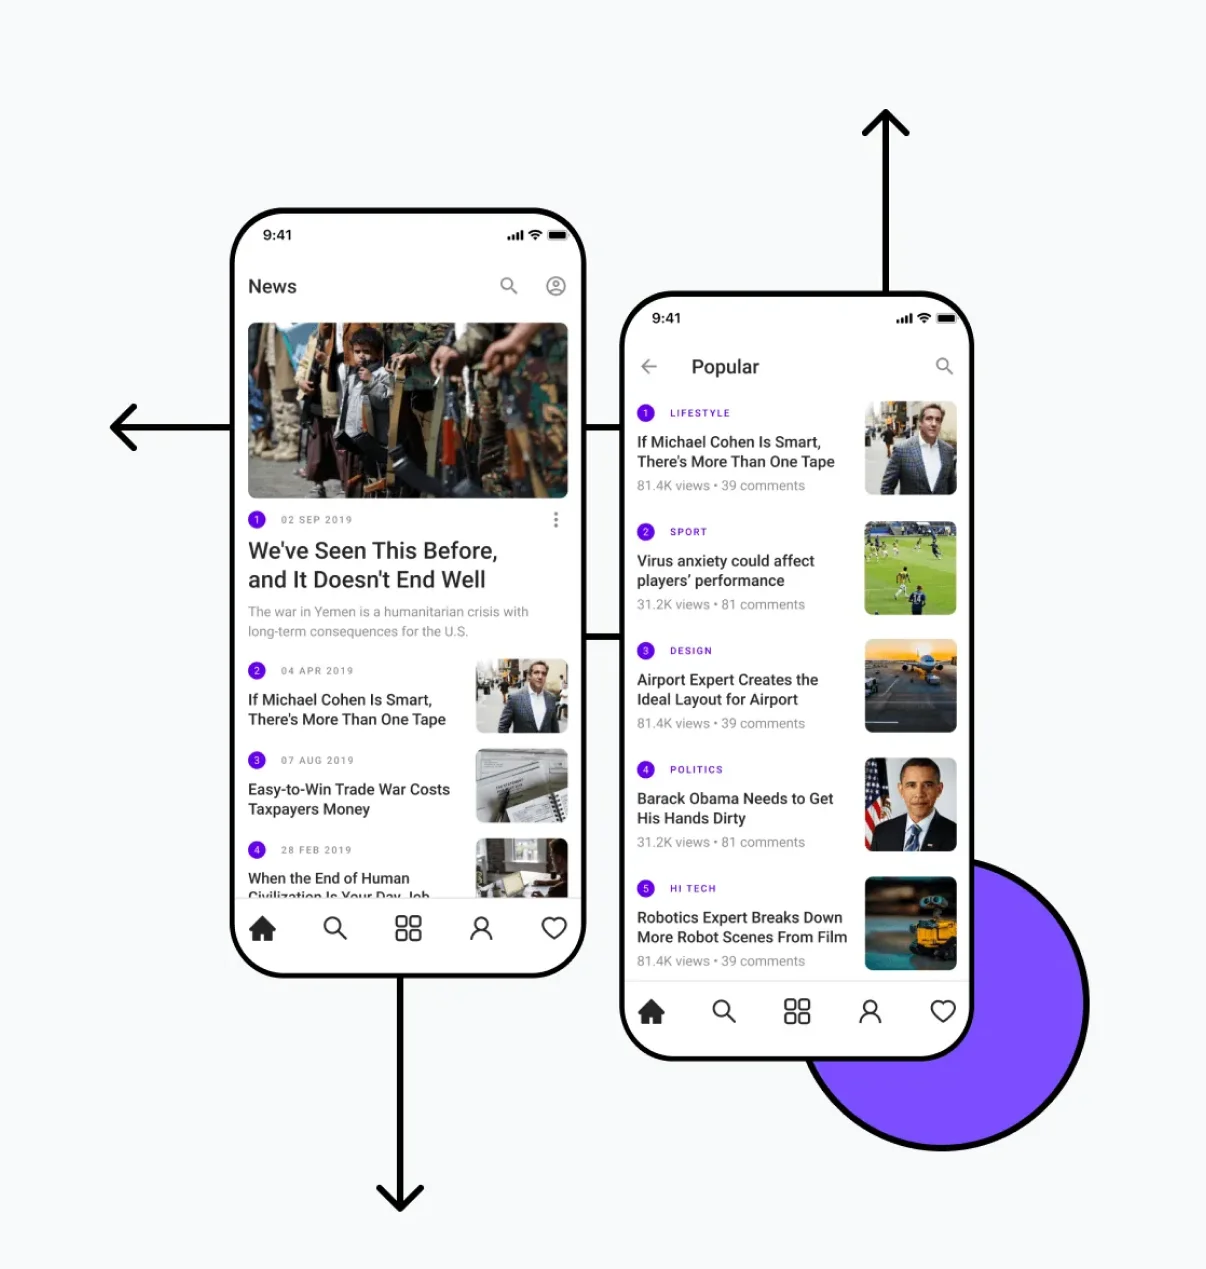 9:41
News
1 02 SEP 2019
We've Seen This Before,
and It Doesn't End Well
The war in Yemen is a humanitarian crisis with
long-term consequences for the U.S.
2 04 APR 2019
If Michael Cohen Is Smart,
There's More Than One Tape
3 07 AUG 2019
Easy-to-Win Trade War Costs
Taxpayers Money
4 28 FEB 2019
When the End of Human
Civilization Is Your Day Job
9:41
Popular
1 LIFESTYLE
If Michael Cohen Is Smart,
There's More Than One Tape
81.4K views • 39 comments
2 SPORT
Virus anxiety could affect
players’ performance
31.2K views • 81 comments
3 DESIGN
Airport Expert Creates the
Ideal Layout for Airport
81.4K views • 39 comments
4 POLITICS
Barack Obama Needs to Get
His Hands Dirty
31.2K views • 81 comments
5 HI TECH
Robotics Expert Breaks Down
More Robot Scenes From Film
81.4K views • 39 comments